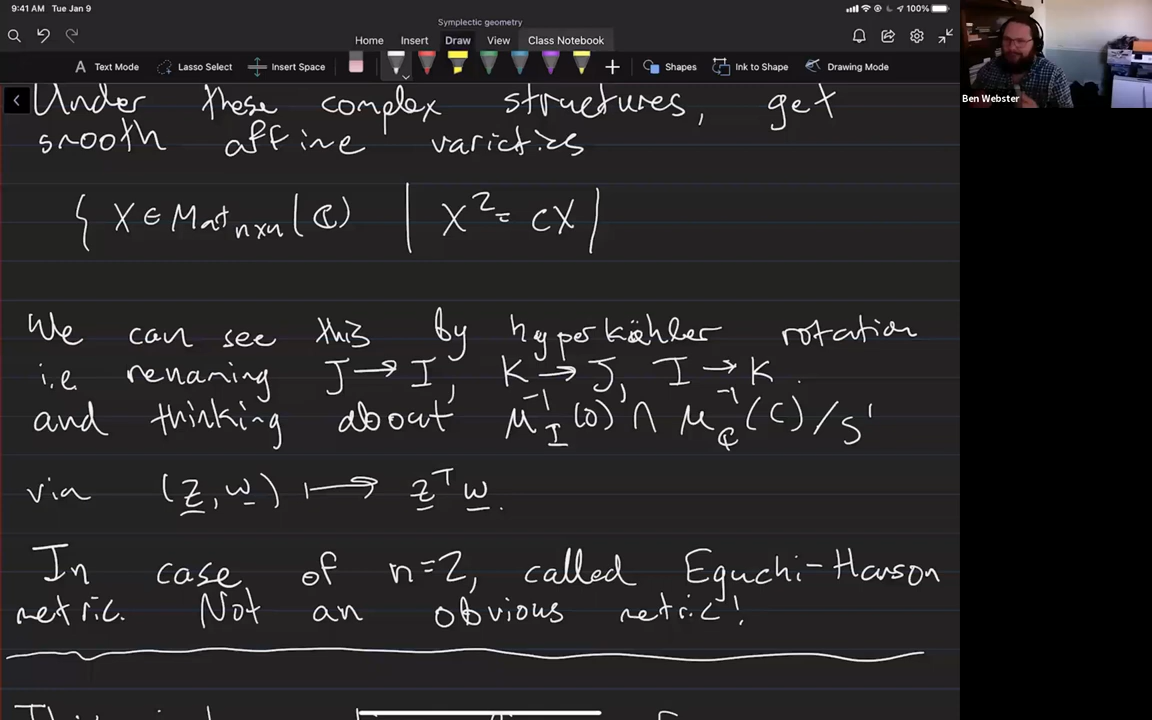 9:41 AM Tue Jan 9
100%
Symplectic geometry
Home Insert Draw View Class Notebook
Text Mode Lasso Select Insert Space Shapes Ink to Shape Drawing Mode
Ben Webster
Under these complex structures, get
smooth affine varieties
{ X ∈ Mat_{n×n}(ℂ) | X² = cX }
We can see this by hyperkähler rotation
i.e. renaming J → I, K → J, I → K.
and thinking about μ_I^{-1}(0) ∩ μ_ℂ^{-1}(C)/S¹
via (z, w) ↦ z^T w.
In case of n=2, called Eguchi-Hanson
metric. Not an obvious metric!